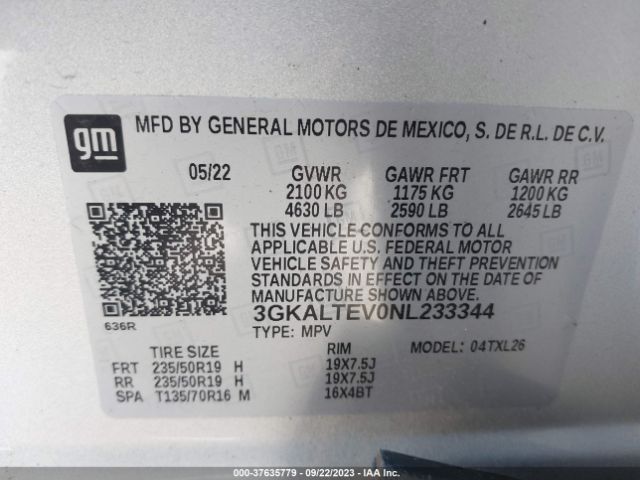 gm
MFD BY GENERAL MOTORS DE MEXICO, S. DE R.L. DE C.V.
05/22 GVWR GAWR FRT GAWR RR
2100 KG 1175 KG 1200 KG
4630 LB 2590 LB 2645 LB
THIS VEHICLE CONFORMS TO ALL
APPLICABLE U.S. FEDERAL MOTOR
VEHICLE SAFETY AND THEFT PREVENTION
STANDARDS IN EFFECT ON THE DATE OF
MANUFACTURE SHOWN ABOVE.
3GKALTEV0NL233344
636R
TYPE: MPV MODEL: 04TXL26
TIRE SIZE RIM
FRT 235/50R19 H 19X7.5J
RR 235/50R19 H 19X7.5J
SPA T135/70R16 M 16X4BT
000-37635779 - 09/22/2023 - COPYRIGHT IAA, LLC